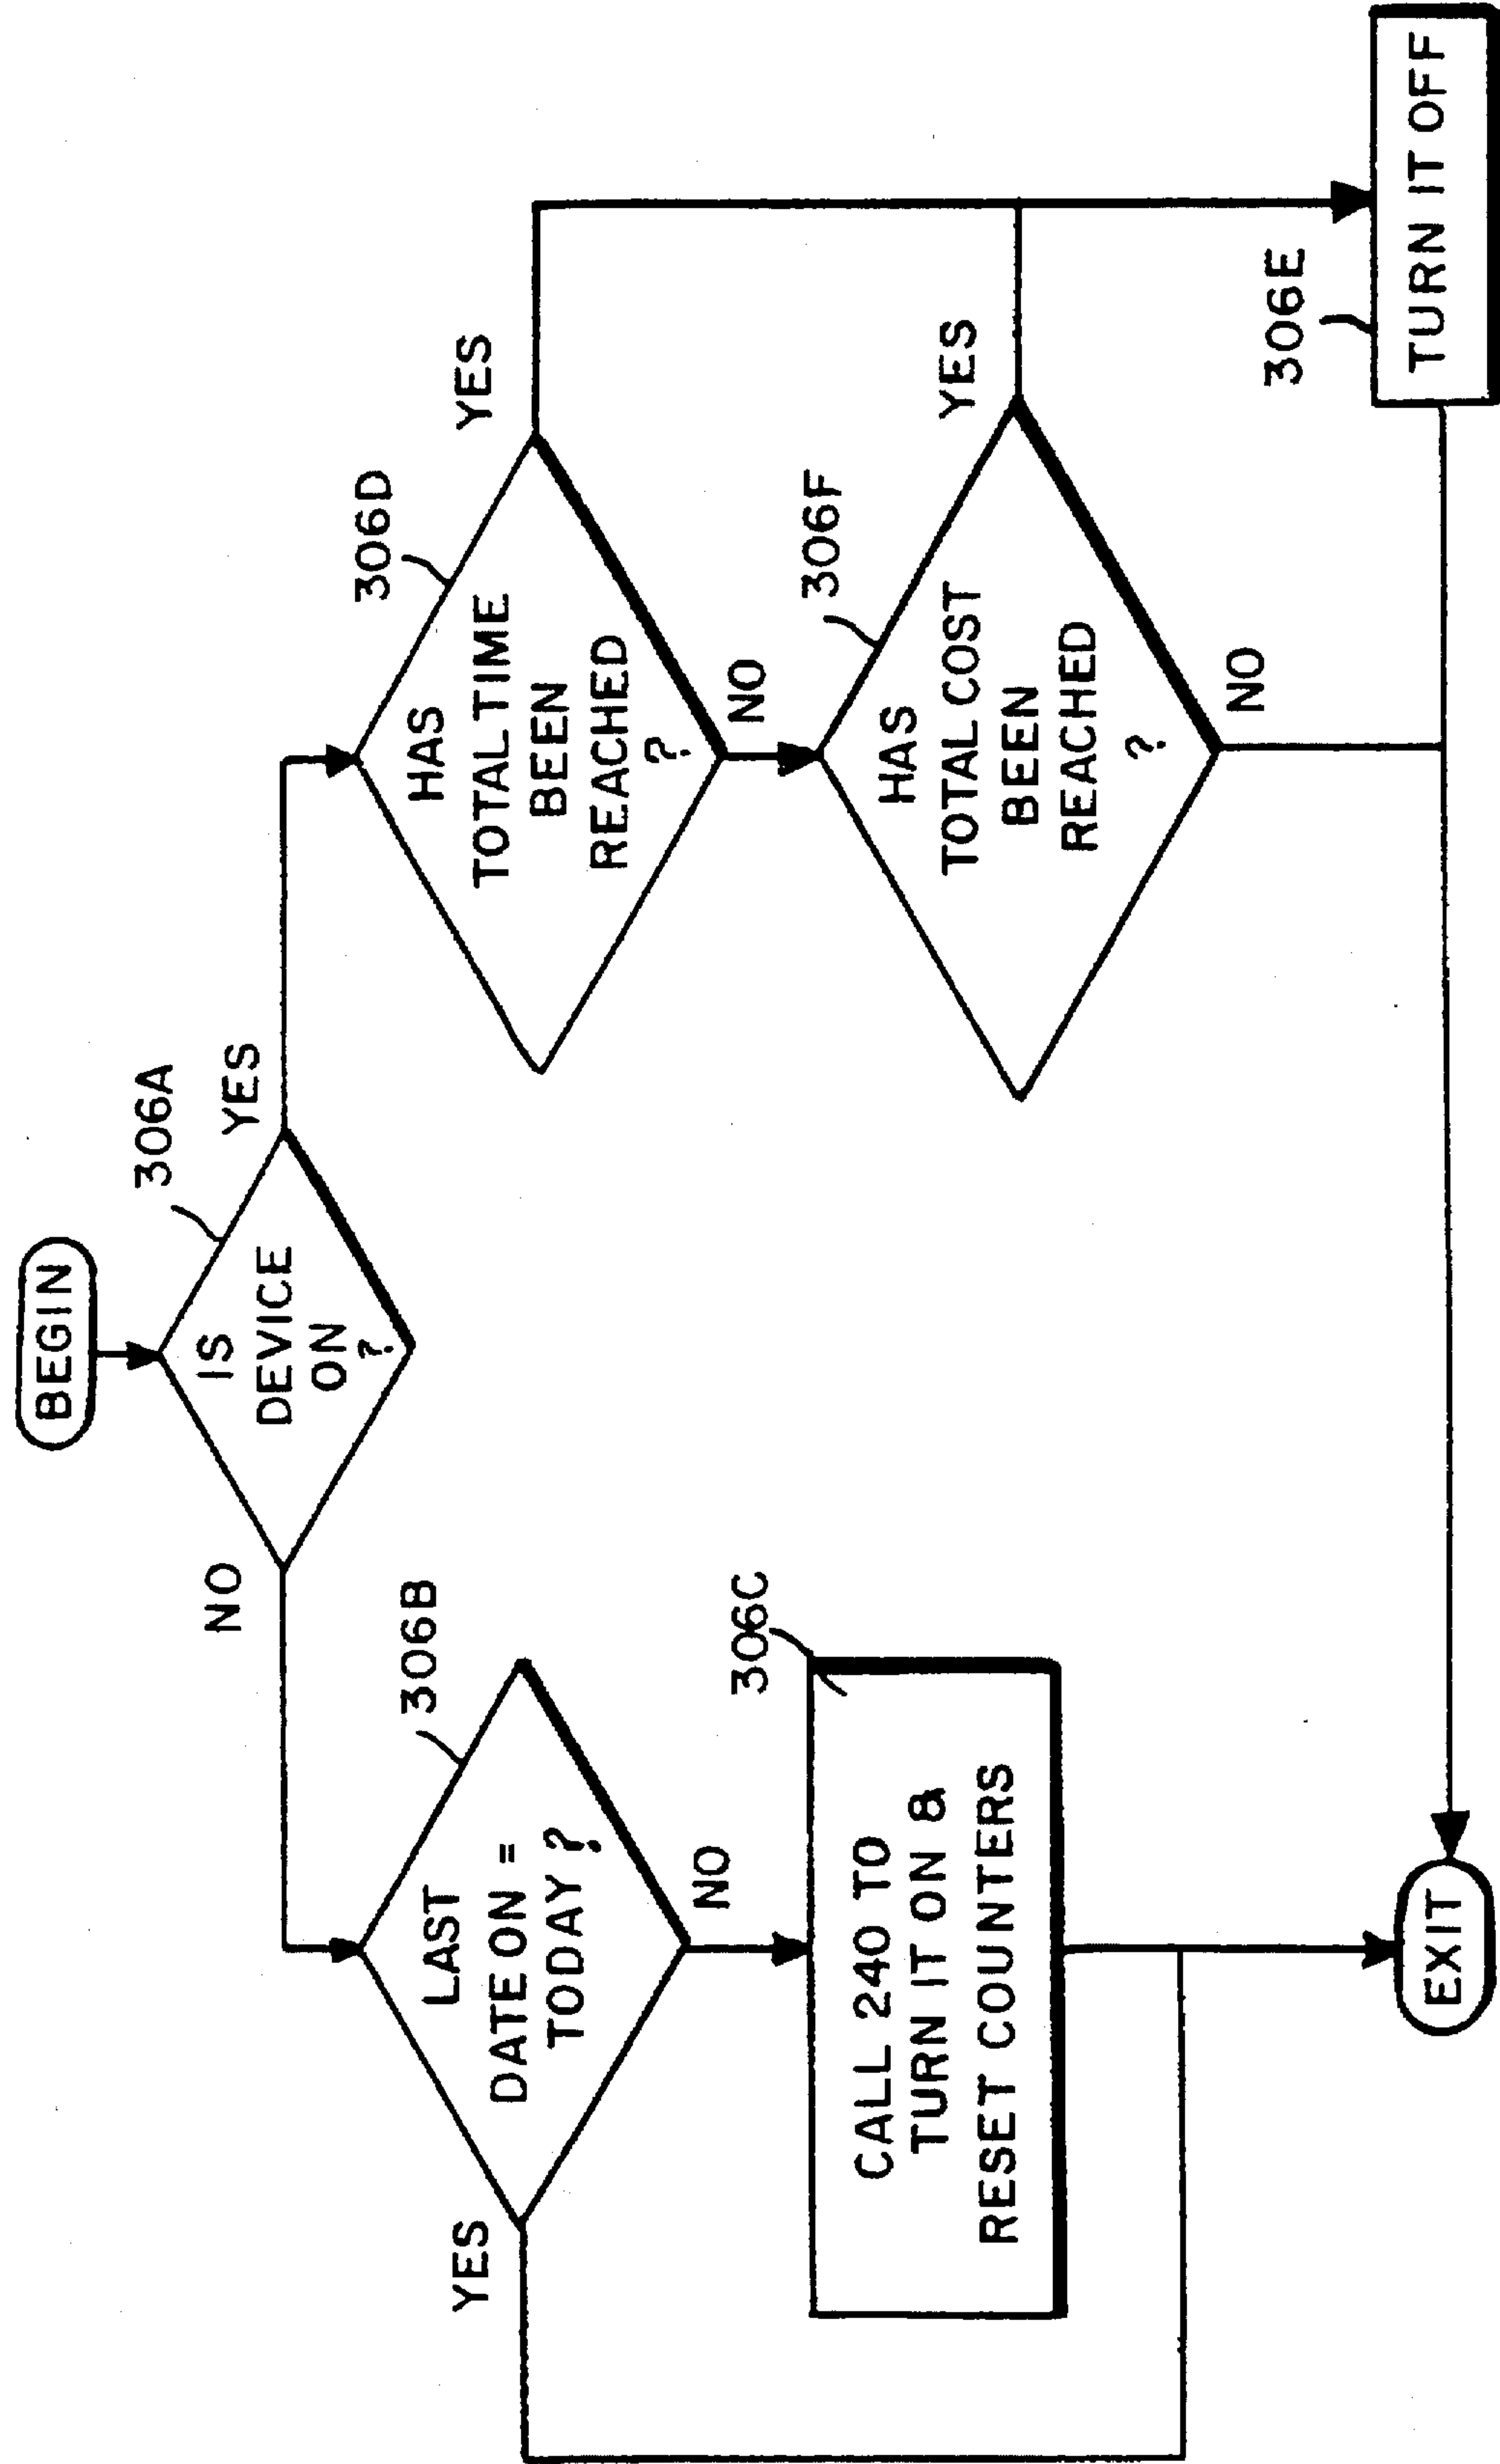 BEGIN
306A
IS
DEVICE
ON
?
NO
YES
306B
LAST
DATE ON =
TODAY ?
YES
NO
306C
CALL 240 TO
TURN IT ON &
RESET COUNTERS
306D
HAS
TOTAL TIME
BEEN
REACHED
?
YES
NO
306F
HAS
TOTAL COST
BEEN
REACHED
?
YES
NO
306E
TURN IT OFF
EXIT